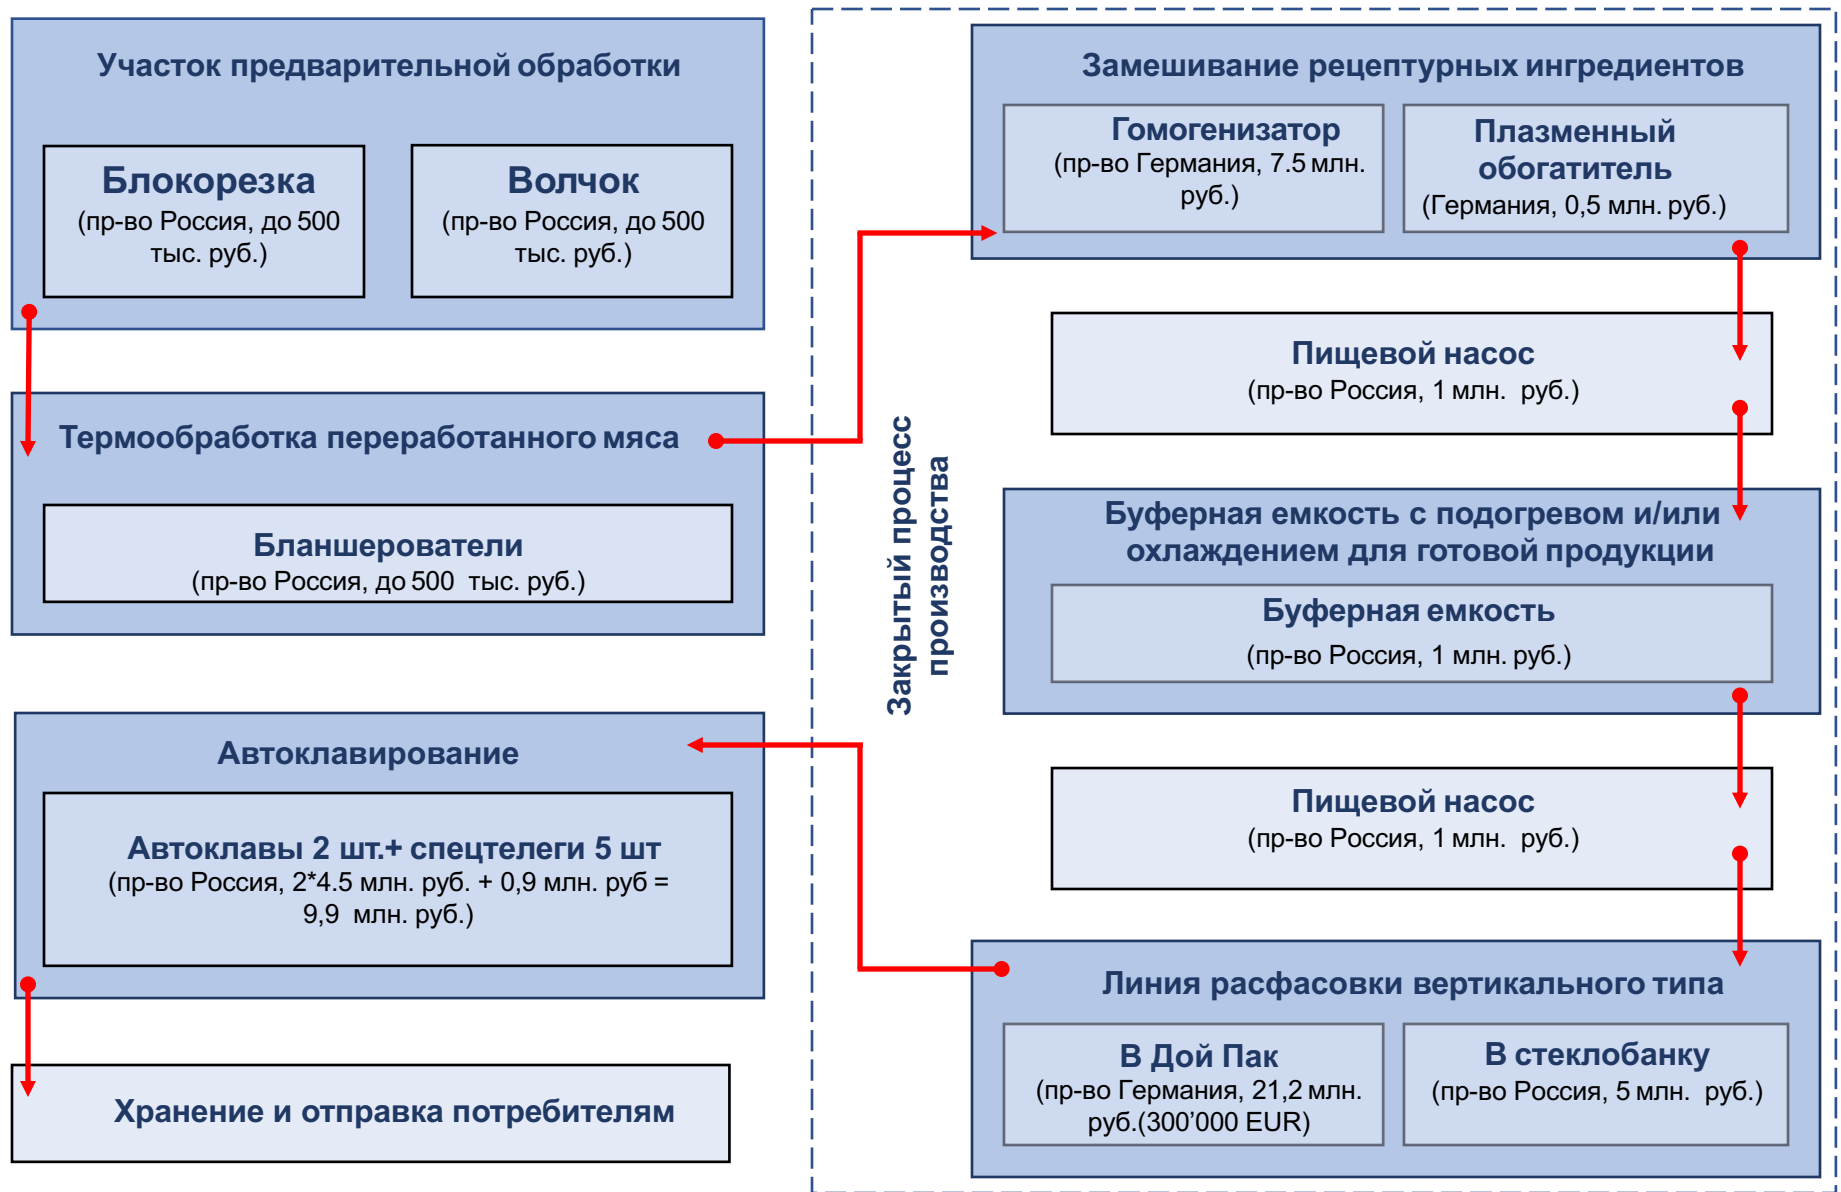 Участок предварительной обработки
Блокорезка
(пр-во Россия, до 500
тыс. руб.)
Волчок
(пр-во Россия, до 500
тыс. руб.)
Термообработка переработанного мяса
Бланшерователи
(пр-во Россия, до 500 тыс. руб.)
Автоклавирование
Автоклавы 2 шт.+ спецтелеги 5 шт
(пр-во Россия, 2*4.5 млн. руб. + 0,9 млн. руб =
9,9 млн. руб.)
Хранение и отправка потребителям
Закрытый процесс
производства
Замешивание рецептурных ингредиентов
Гомогенизатор
(пр-во Германия, 7.5 млн.
руб.)
Плазменный
обогатитель
(Германия, 0,5 млн. руб.)
Пищевой насос
(пр-во Россия, 1 млн. руб.)
Буферная емкость с подогревом и/или
охлаждением для готовой продукции
Буферная емкость
(пр-во Россия, 1 млн. руб.)
Пищевой насос
(пр-во Россия, 1 млн. руб.)
Линия расфасовки вертикального типа
В Дой Пак
(пр-во Германия, 21,2 млн.
руб.(300’000 EUR)
В стеклобанку
(пр-во Россия, 5 млн. руб.)